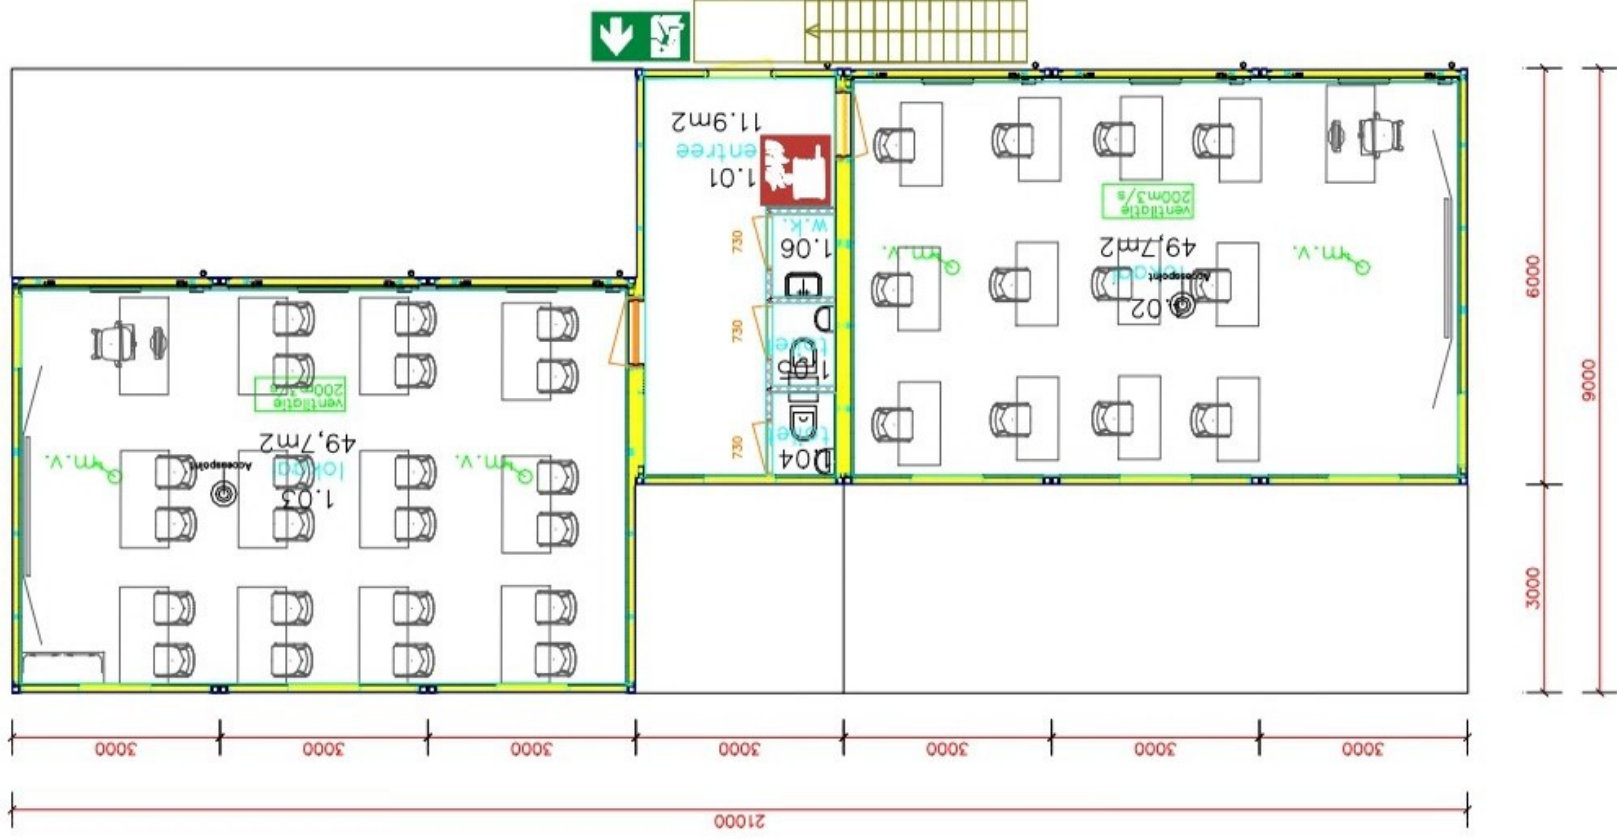 1.01
entree
11.9m2
w.k.
1.06
toilet
1.05
toilet
1.04
730
730
730
ventilatie
200m3/s
49,7m2
lokaal
1.02
Accesspoint
r.m.v.
r.m.v.
ventilatie
200m3/s
49,7m2
lokaal
1.03
Accesspoint
r.m.v.
r.m.v.
6000
3000
9000
3000
3000
3000
3000
3000
3000
3000
21000